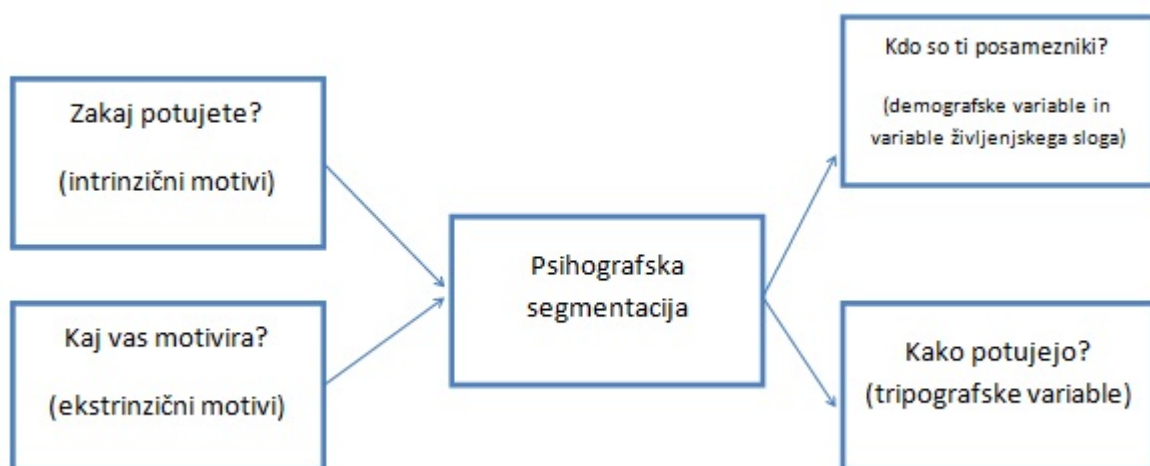 Zakaj potujete?
(intrinzični motivi)
Kaj vas motivira?
(ekstrinzični motivi)
Psihografska
segmentacija
Kdo so ti posamezniki?
(demografske variable in
variable življenjskega sloga)
Kako potujejo?
(tripografske variable)